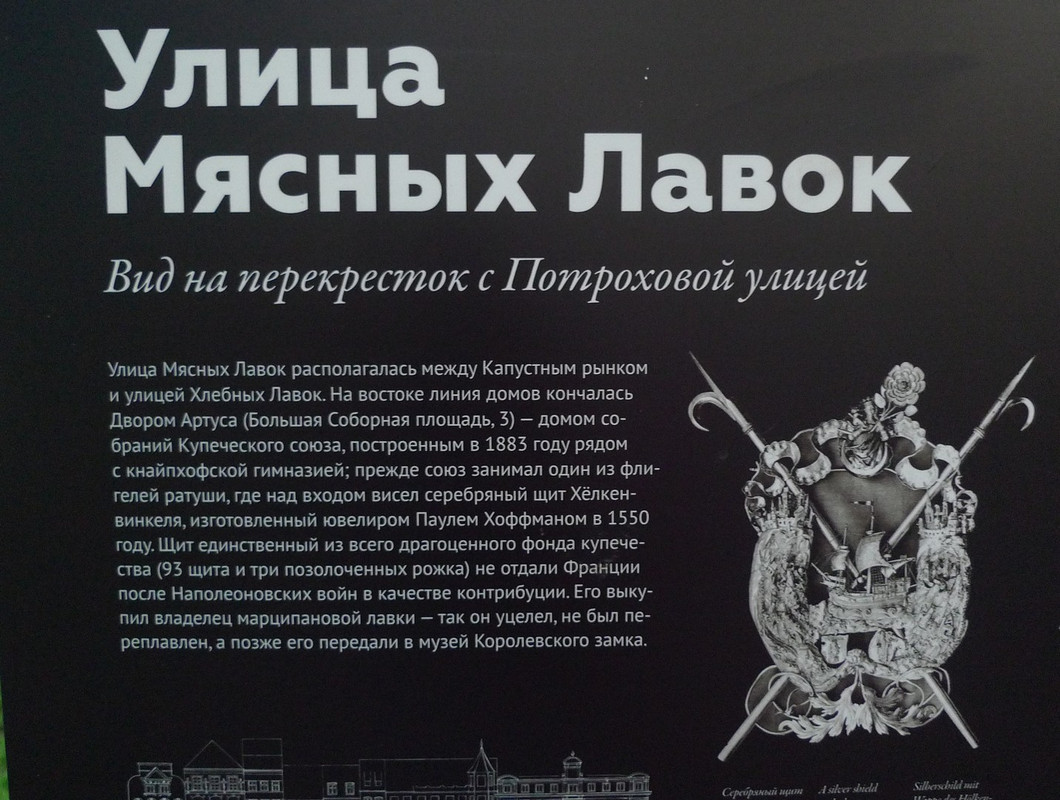 Улица
Мясных Лавок
Вид на перекресток с Потроховой улицей
Улица Мясных Лавок располагалась между Капустным рынком
и улицей Хлебных Лавок. На востоке линия домов кончалась
Двором Артуса (Большая Соборная площадь, 3) — домом со-
браний Купеческого союза, построенным в 1883 году рядом
с кнайпхофской гимназией; прежде союз занимал один из фли-
гелей ратуши, где над входом висел серебряный щит Хёлкен-
винкеля, изготовленный ювелиром Паулем Хоффманом в 1550
году. Щит единственный из всего драгоценного фонда купече-
ства (93 щита и три позолоченных рожка) не отдали Франции
после Наполеоновских войн в качестве контрибуции. Его выку-
пил владелец марципановой лавки — так он уцелел, не был пе-
реплавлен, а позже его передали в музей Королевского замка.
Серебряный щит
A silver shield
Silberschild mit